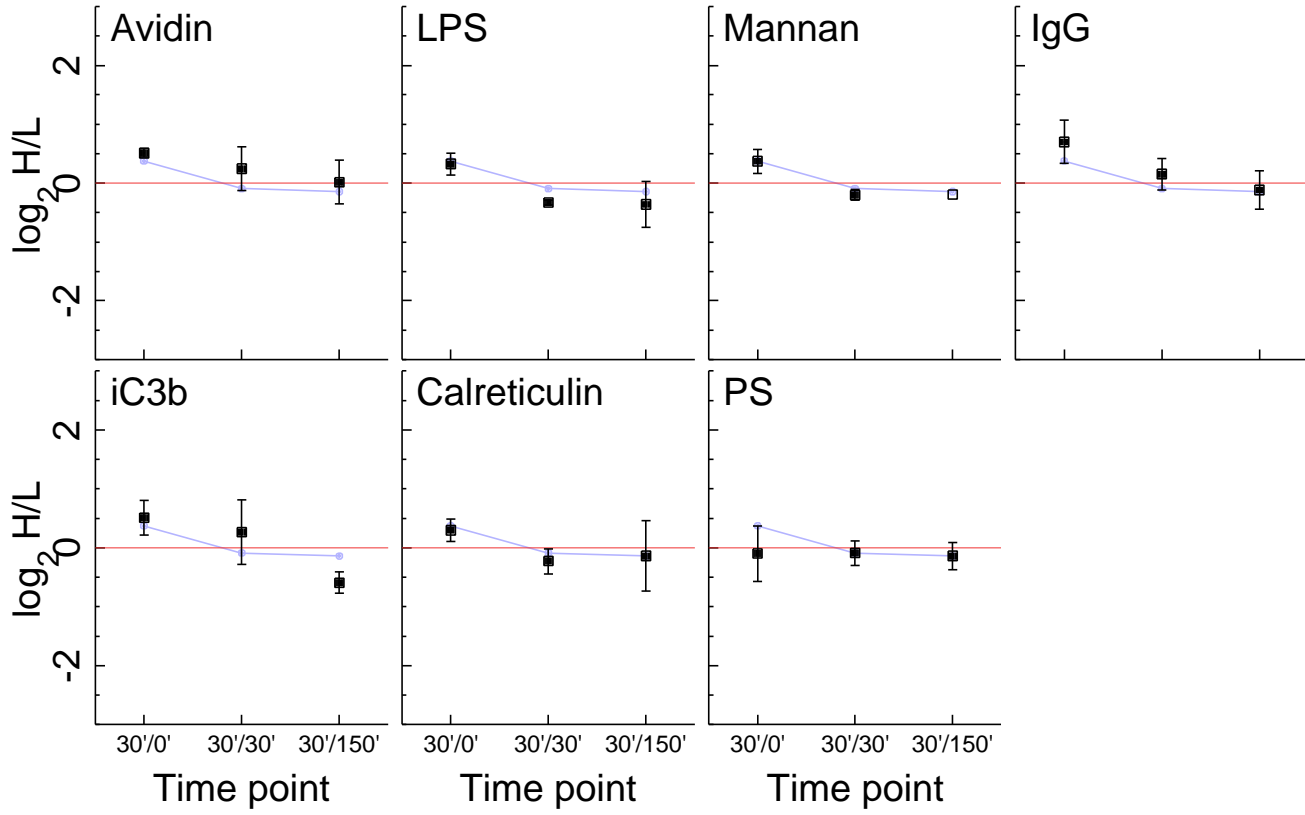 Avidin LPS Mannan IgG
2
0
-2
log2 H/L
iC3b Calreticulin PS
2
0
-2
log2 H/L
30'/0' 30'/30' 30'/150' 30'/0' 30'/30' 30'/150' 30'/0' 30'/30' 30'/150'
Time point Time point Time point